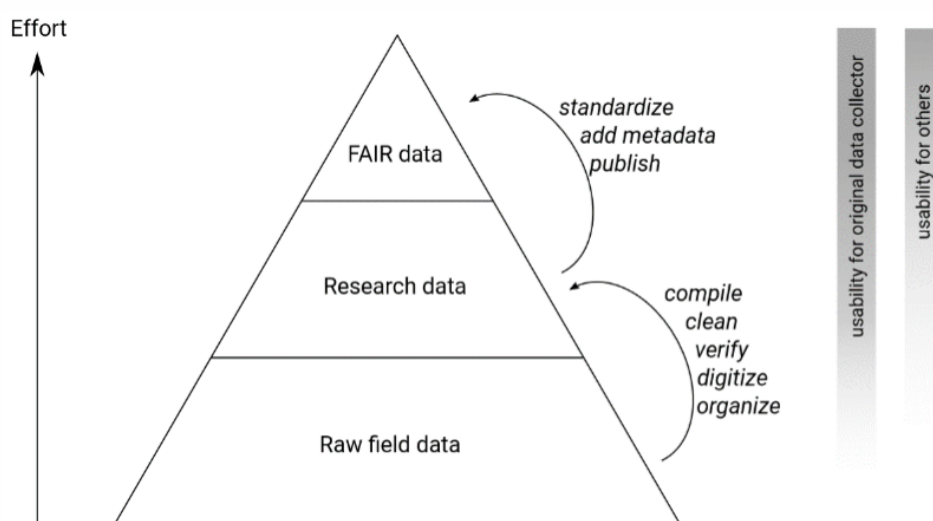 Effort
FAIR data
standardize
add metadata
publish
Research data
compile
clean
verify
digitize
organize
Raw field data
usability for original data collector
usability for others